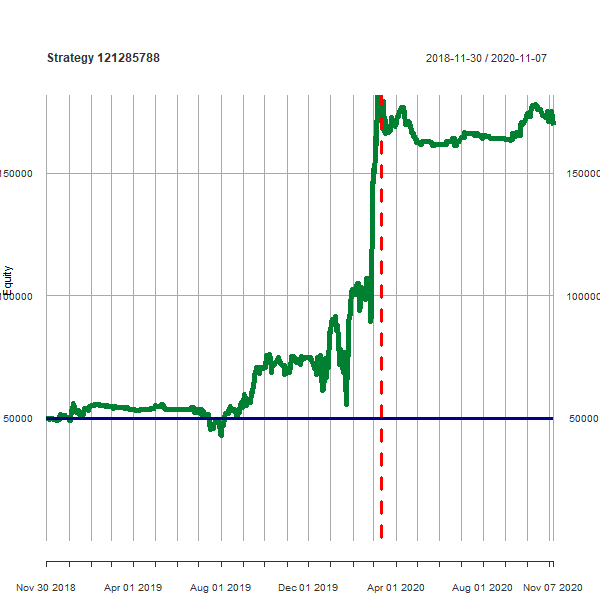 Strategy 121285788
2018-11-30 / 2020-11-07
150000 150000
Equity
100000 100000
50000 50000
Nov 30 2018 Apr 01 2019 Aug 01 2019 Dec 01 2019 Apr 01 2020 Aug 01 2020 Nov 07 2020